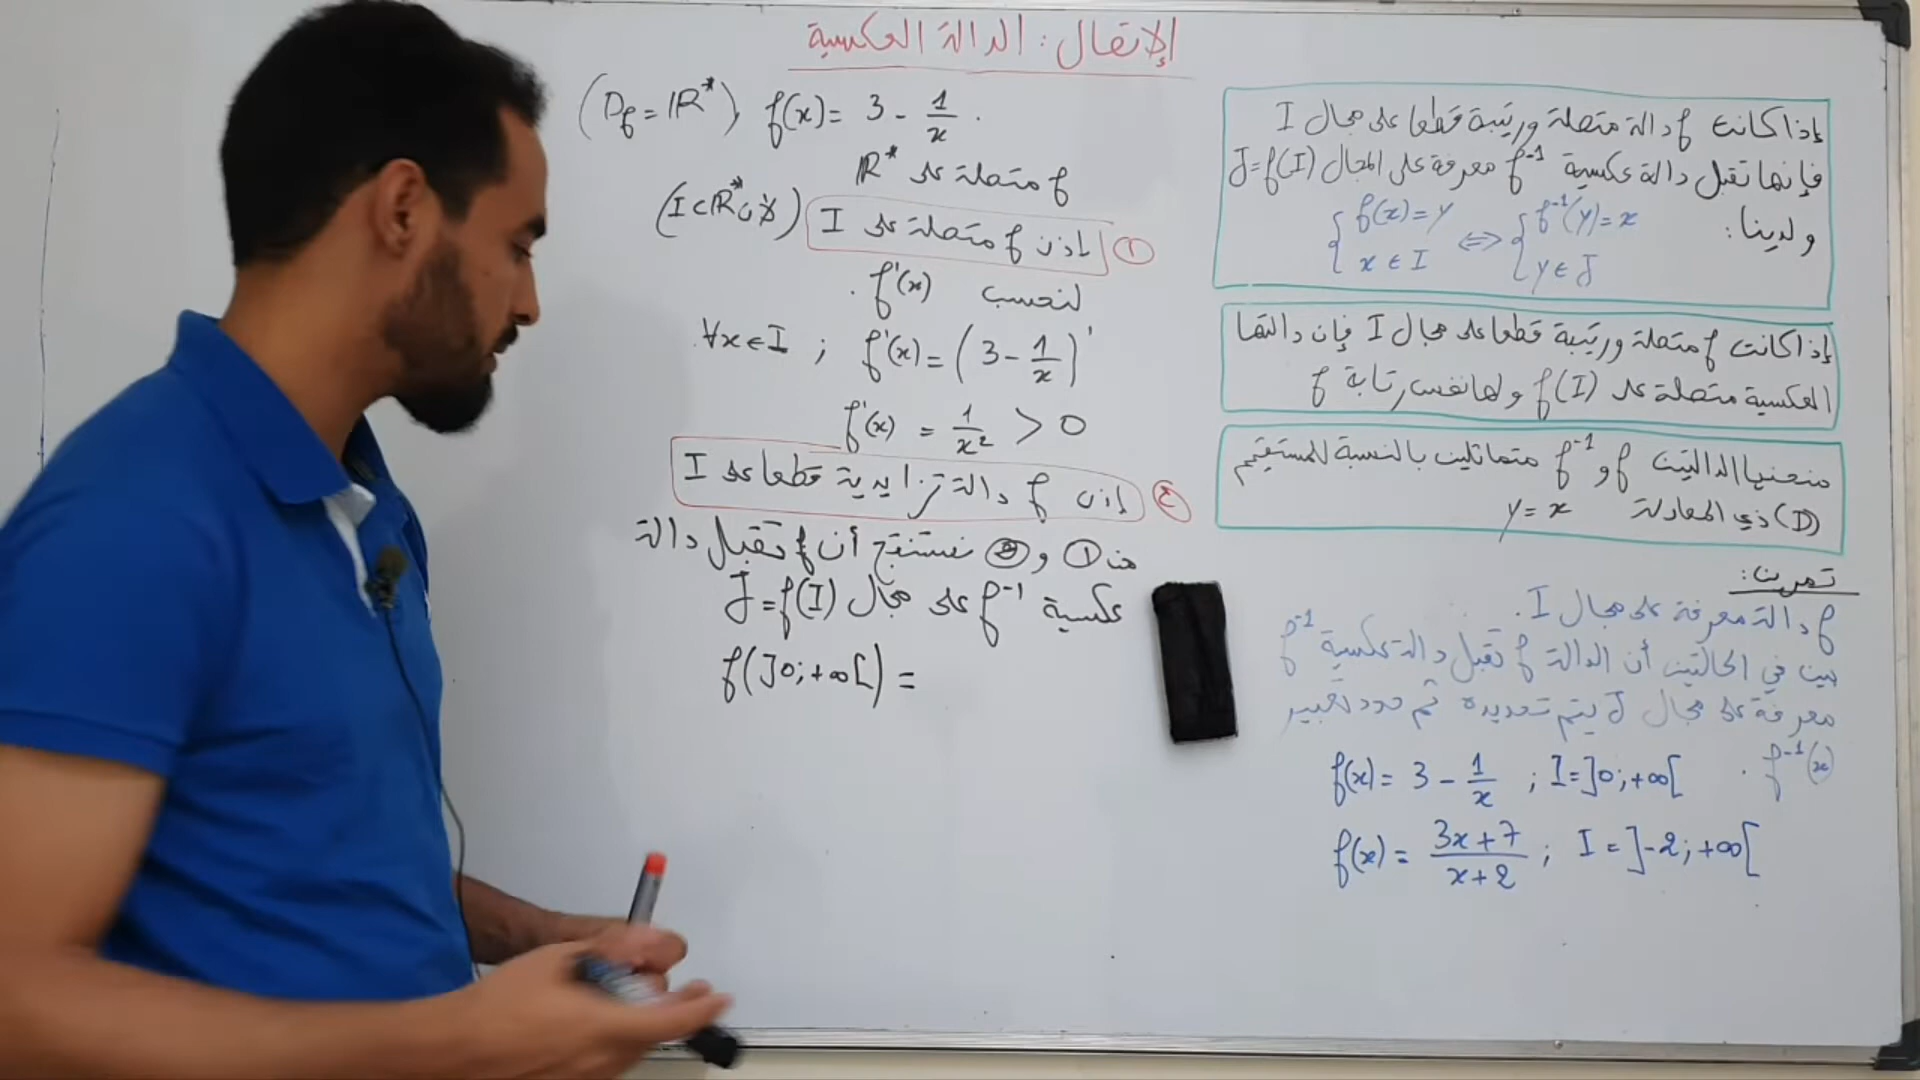 الإتصال : الدالة العكسية
إذا كانت f دالة متصلة ورتيبة قطعا على مجال I
فإنها تقبل دالة عكسية f⁻¹ معرفة على المجال J=f(I)
ولدينا : { f(x)=y ; x∈I ⟺ { f⁻¹(y)=x ; y∈J
إذا كانت f متصلة ورتيبة قطعا على مجال I فإن دالتها
العكسية متصلة على f(I) ولها نفس رتابة f
منحنيا الدالتين f و f⁻¹ متماثلين بالنسبة للمستقيم
(D) ذي المعادلة y=x
تمرين :
f دالة معرفة على مجال I.
بين في الحالتين أن الدالة f تقبل دالة عكسية f⁻¹
معرفة على مجال J يتم تحديده ثم حدد تعبير
f⁻¹(x) .
f(x) = 3 - 1/x ; I=]0;+∞[
f(x) = (3x+7)/(x+2) ; I = ]-2;+∞[
(D_f = ℝ*), f(x) = 3 - 1/x .
f متصلة على ℝ*
① إذن f متصلة على I (I⊂ℝ*)
لنحسب f'(x) .
∀x∈I ; f'(x) = (3 - 1/x)'
f'(x) = 1/x² > 0
② إذن f دالة تزايدية قطعا على I
من ① و ② نستنتج أن f تقبل دالة
عكسية f⁻¹ على مجال J=f(I)
f(]0;+∞[) =